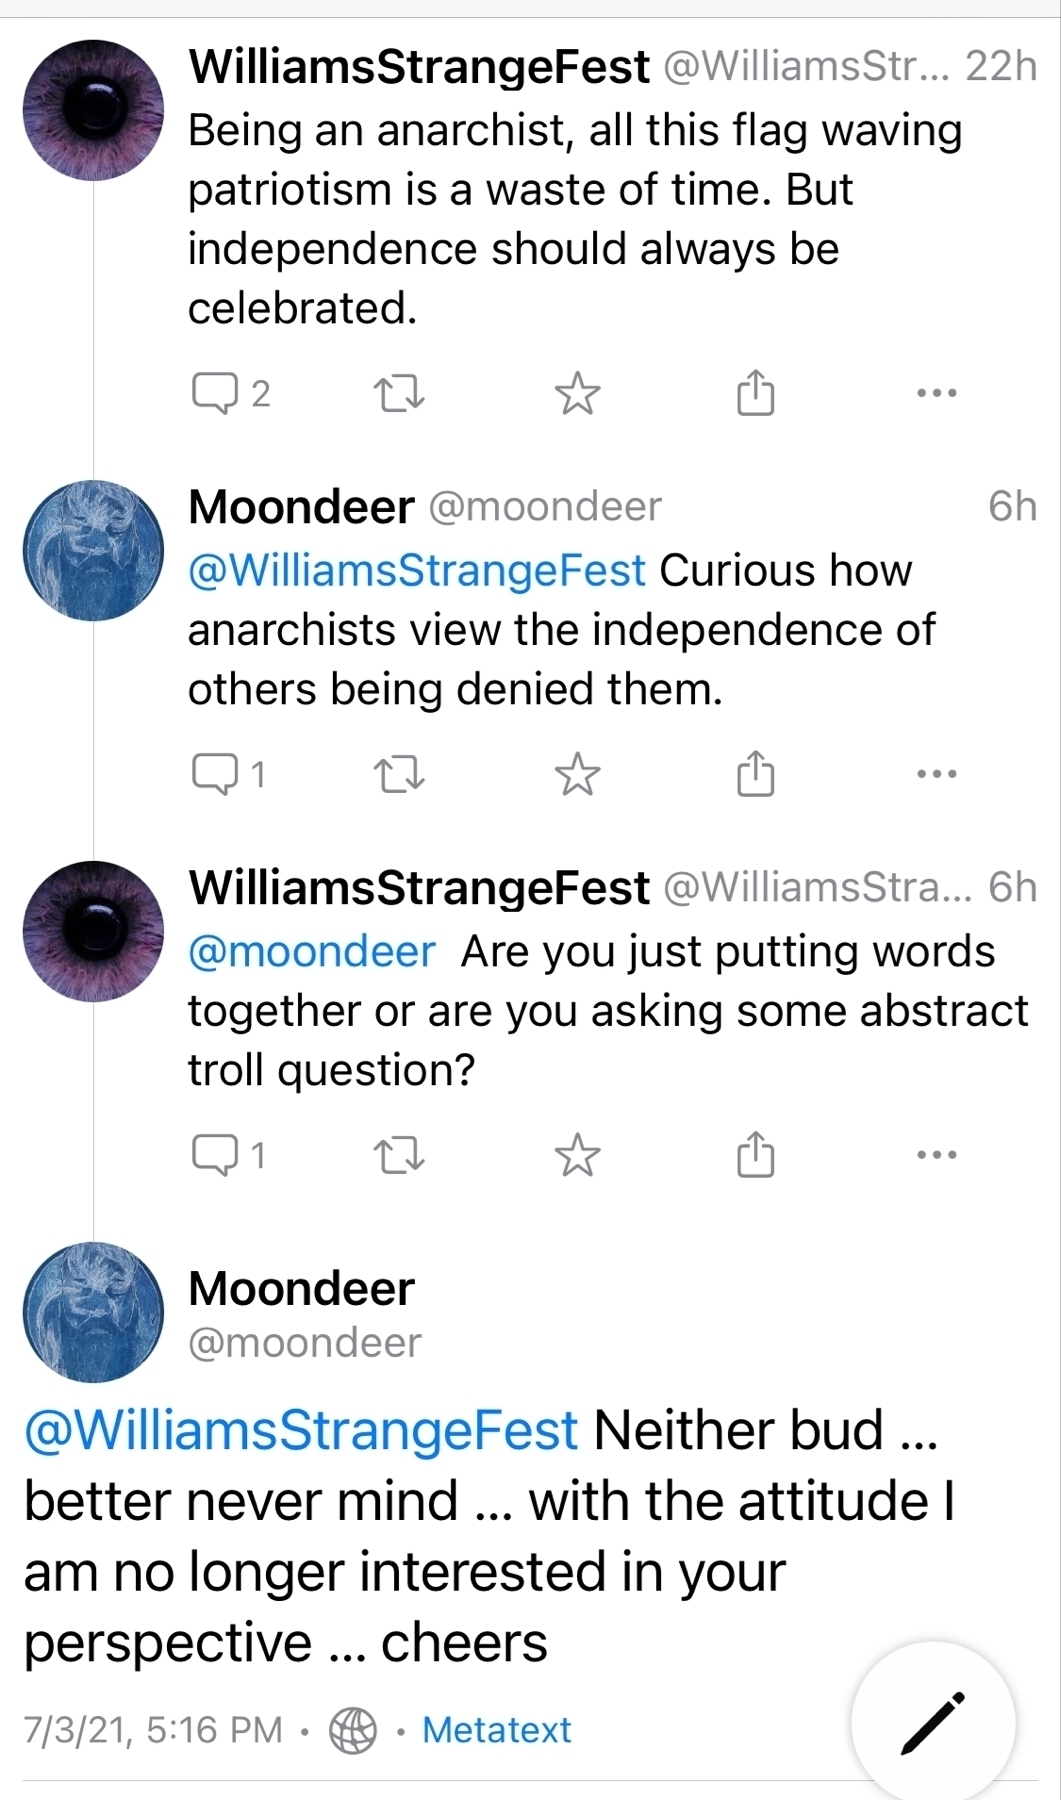 WilliamsStrangeFest @WilliamsStr... 22h
Being an anarchist, all this flag waving
patriotism is a waste of time. But
independence should always be
celebrated.
2
Moondeer @moondeer 6h
@WilliamsStrangeFest Curious how
anarchists view the independence of
others being denied them.
1
WilliamsStrangeFest @WilliamsStra... 6h
@moondeer Are you just putting words
together or are you asking some abstract
troll question?
1
Moondeer
@moondeer
@WilliamsStrangeFest Neither bud ...
better never mind ... with the attitude I
am no longer interested in your
perspective ... cheers
7/3/21, 5:16 PM • • Metatext